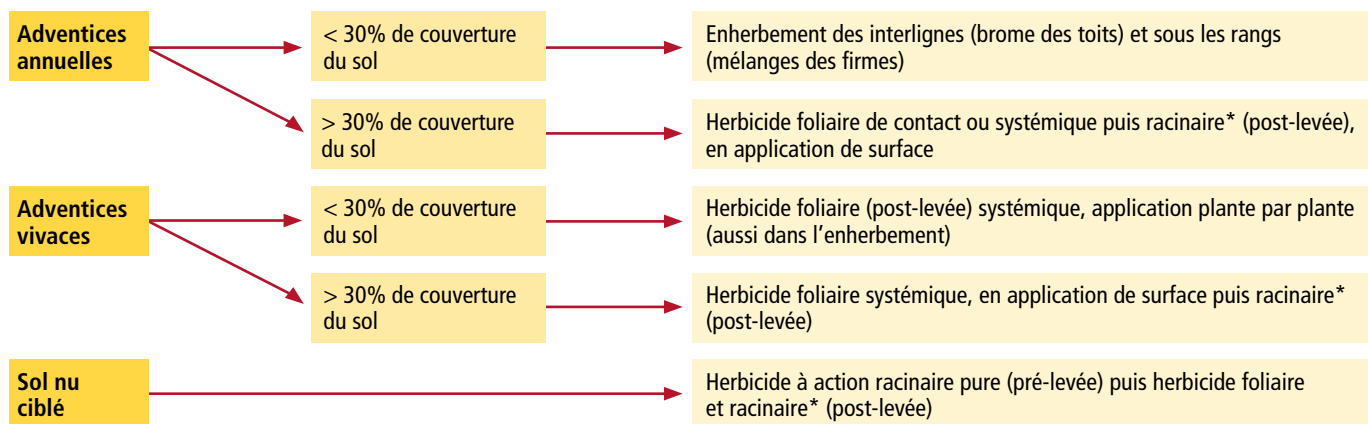 Adventices
annuelles
< 30% de couverture
du sol
Enherbement des interlignes (brome des toits) et sous les rangs
(mélanges des firmes)
> 30% de couverture
du sol
Herbicide foliaire de contact ou systémique puis racinaire* (post-levée),
en application de surface
Adventices
vivaces
< 30% de couverture
du sol
Herbicide foliaire (post-levée) systémique, application plante par plante
(aussi dans l'enherbement)
> 30% de couverture
du sol
Herbicide foliaire systémique, en application de surface puis racinaire*
(post-levée)
Sol nu
ciblé
Herbicide à action racinaire pure (pré-levée) puis herbicide foliaire
et racinaire* (post-levée)